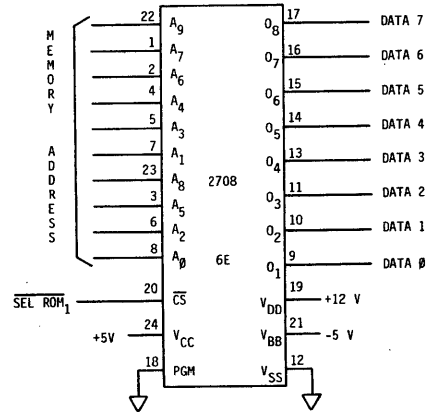 MEMORY ADDRESS
22 A9 O8 17 DATA 7
1 A7 O7 16 DATA 6
2 A6 O6 15 DATA 5
4 A4 O5 14 DATA 4
5 A3 O4 13 DATA 3
7 A1 O3 11 DATA 2
23 A8 O2 10 DATA 1
3 A5 O1 9 DATA Ø
6 A2
8 AØ
2708
6E
SEL ROM1 20 CS VDD 19 +12 V
+5V 24 VCC VBB 21 -5 V
18 PGM VSS 12